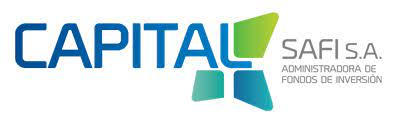 CAPITAL
SAFI S.A.
ADMINISTRADORA DE
FONDOS DE INVERSIÓN